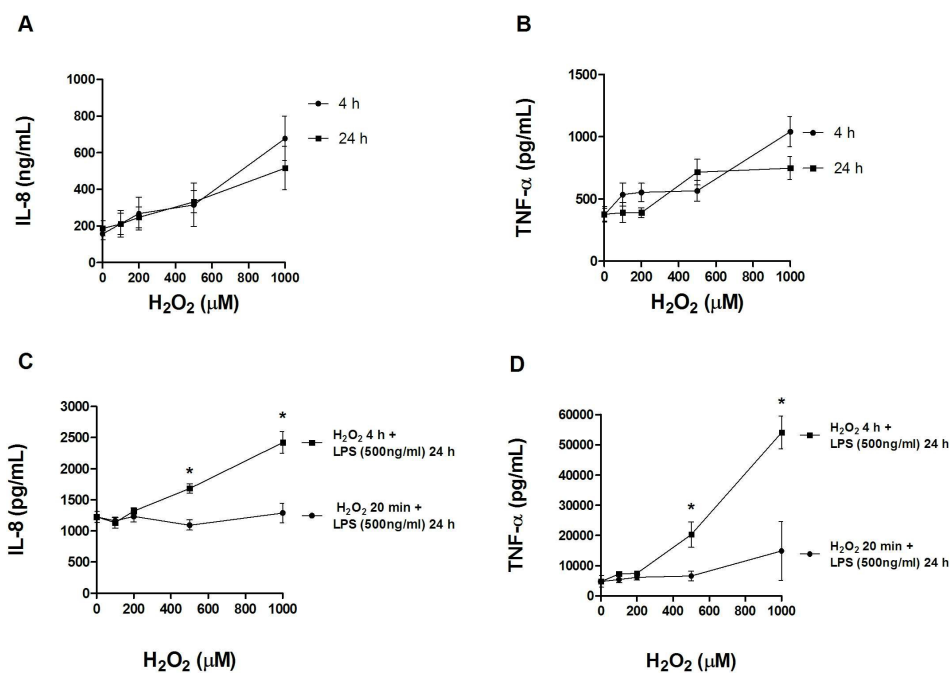 A
IL-8 (ng/mL)
1000
800
600
400
200
0
0 200 400 600 800 1000
H₂O₂ (μM)
4 h
24 h
B
TNF-α (pg/mL)
1500
1000
500
0
0 200 400 600 800 1000
H₂O₂ (μM)
4 h
24 h
C
IL-8 (pg/mL)
3000
2500
2000
1500
1000
500
0
* *
0 200 400 600 800 1000
H₂O₂ (μM)
H₂O₂ 4 h +
LPS (500ng/ml) 24 h
H₂O₂ 20 min +
LPS (500ng/ml) 24 h
D
TNF-α (pg/mL)
60000
50000
40000
30000
20000
10000
0
* *
0 200 400 600 800 1000
H₂O₂ (μM)
H₂O₂ 4 h +
LPS (500ng/ml) 24 h
H₂O₂ 20 min +
LPS (500ng/ml) 24 h